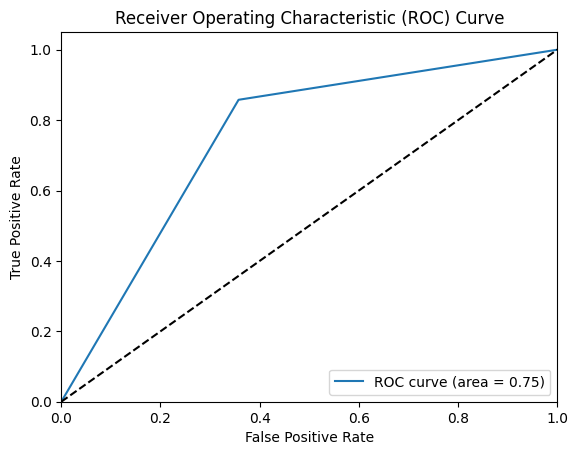 Receiver Operating Characteristic (ROC) Curve
1.0
0.8
0.6
0.4
0.2
0.0
True Positive Rate
ROC curve (area = 0.75)
0.0 0.2 0.4 0.6 0.8 1.0
False Positive Rate